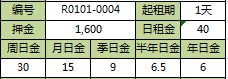 编号 R0101-0004 起租期 1天
押金 1,600 日租金 40
周日金 月日金 季日金 半年日金 年日金
30 15 9 6.5 6